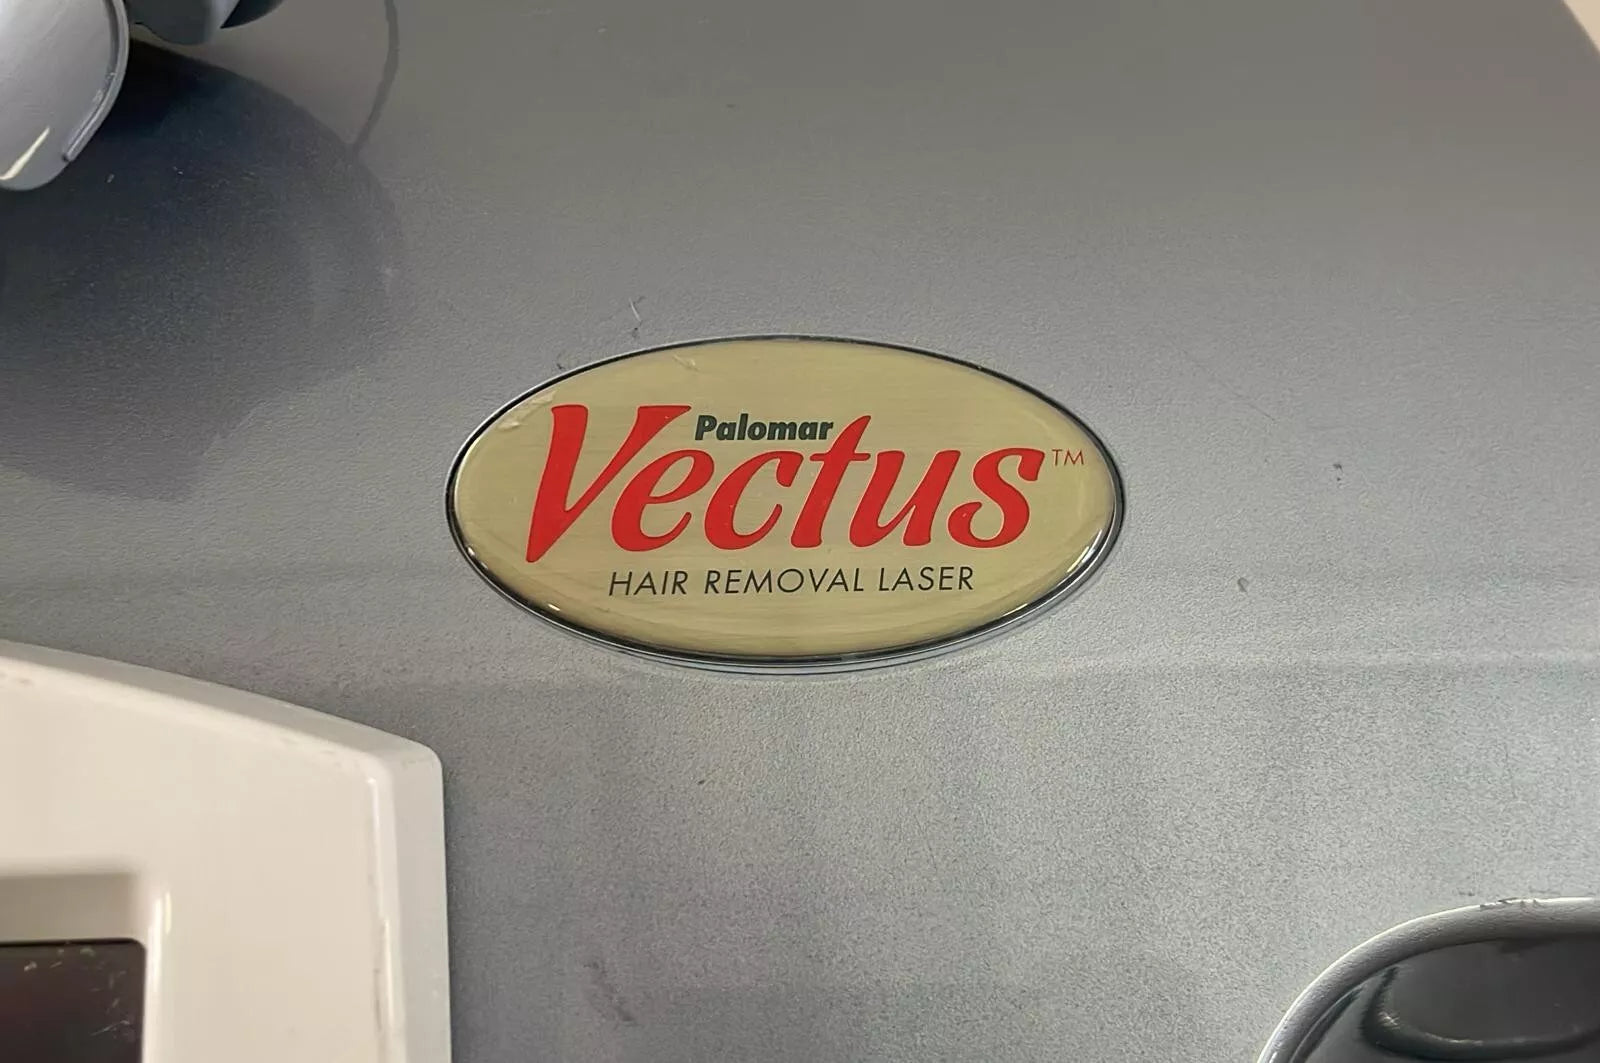 Palomar
Vectus™
HAIR REMOVAL LASER